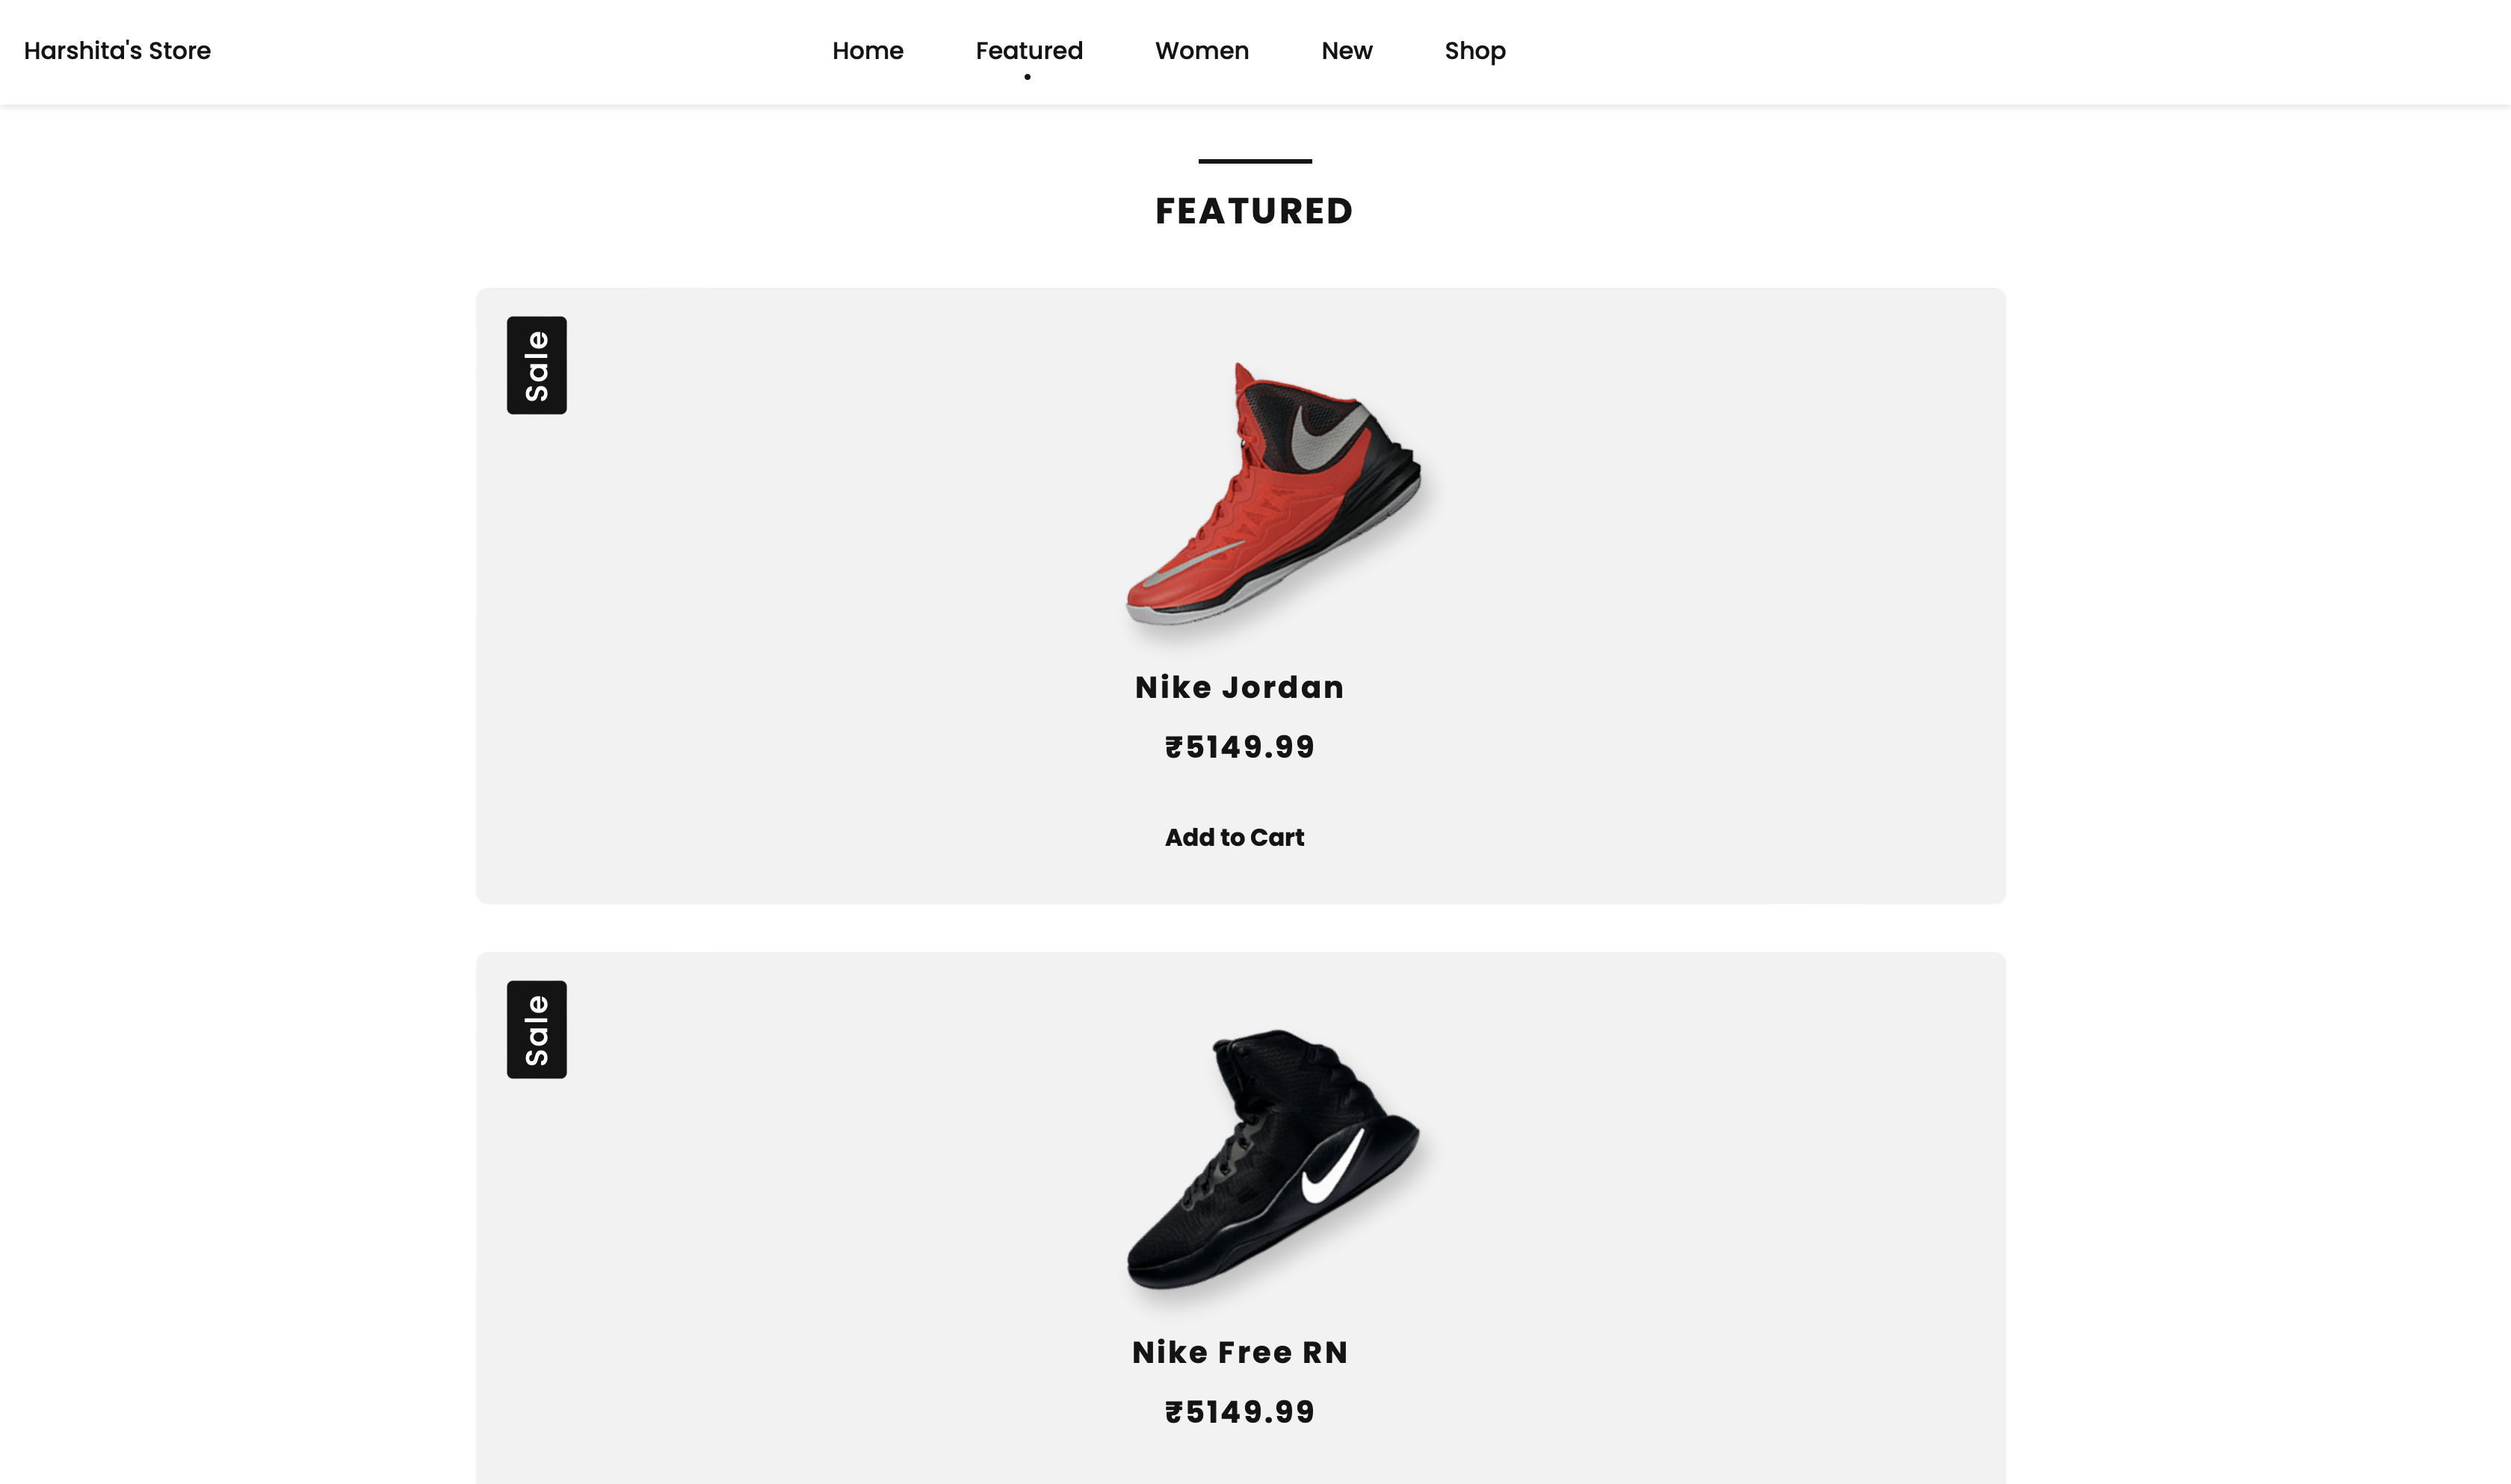 Harshita's Store
Home Featured Women New Shop
FEATURED
Sale
Nike Jordan
₹5149.99
Add to Cart
Sale
Nike Free RN
₹5149.99